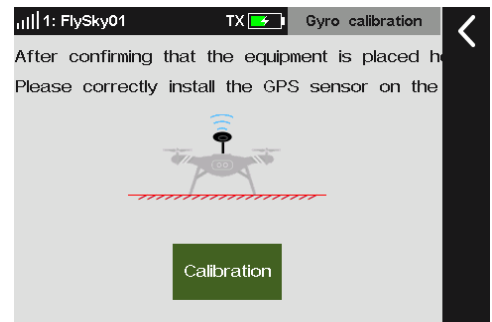 1: FlySky01 TX Gyro calibration
After confirming that the equipment is placed
Please correctly install the GPS sensor on the
Calibration